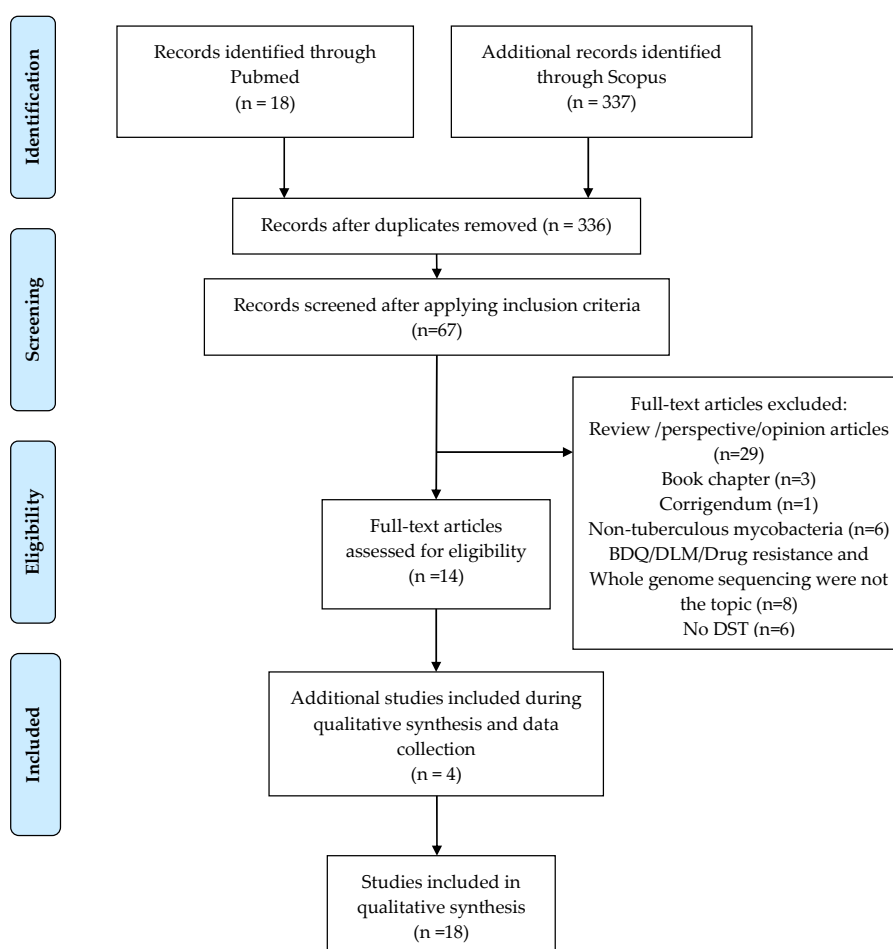 Identification
Records identified through
Pubmed
(n = 18)
Additional records identified
through Scopus
(n = 337)
Records after duplicates removed (n = 336)
Screening
Records screened after applying inclusion criteria
(n=67)
Full-text articles excluded:
Review /perspective/opinion articles
(n=29)
Book chapter (n=3)
Corrigendum (n=1)
Non-tuberculous mycobacteria (n=6)
BDQ/DLM/Drug resistance and
Whole genome sequencing were not
the topic (n=8)
No DST (n=6)
Eligibility
Full-text articles
assessed for eligibility
(n =14)
Included
Additional studies included during
qualitative synthesis and data
collection
(n = 4)
Studies included in
qualitative synthesis
(n =18)